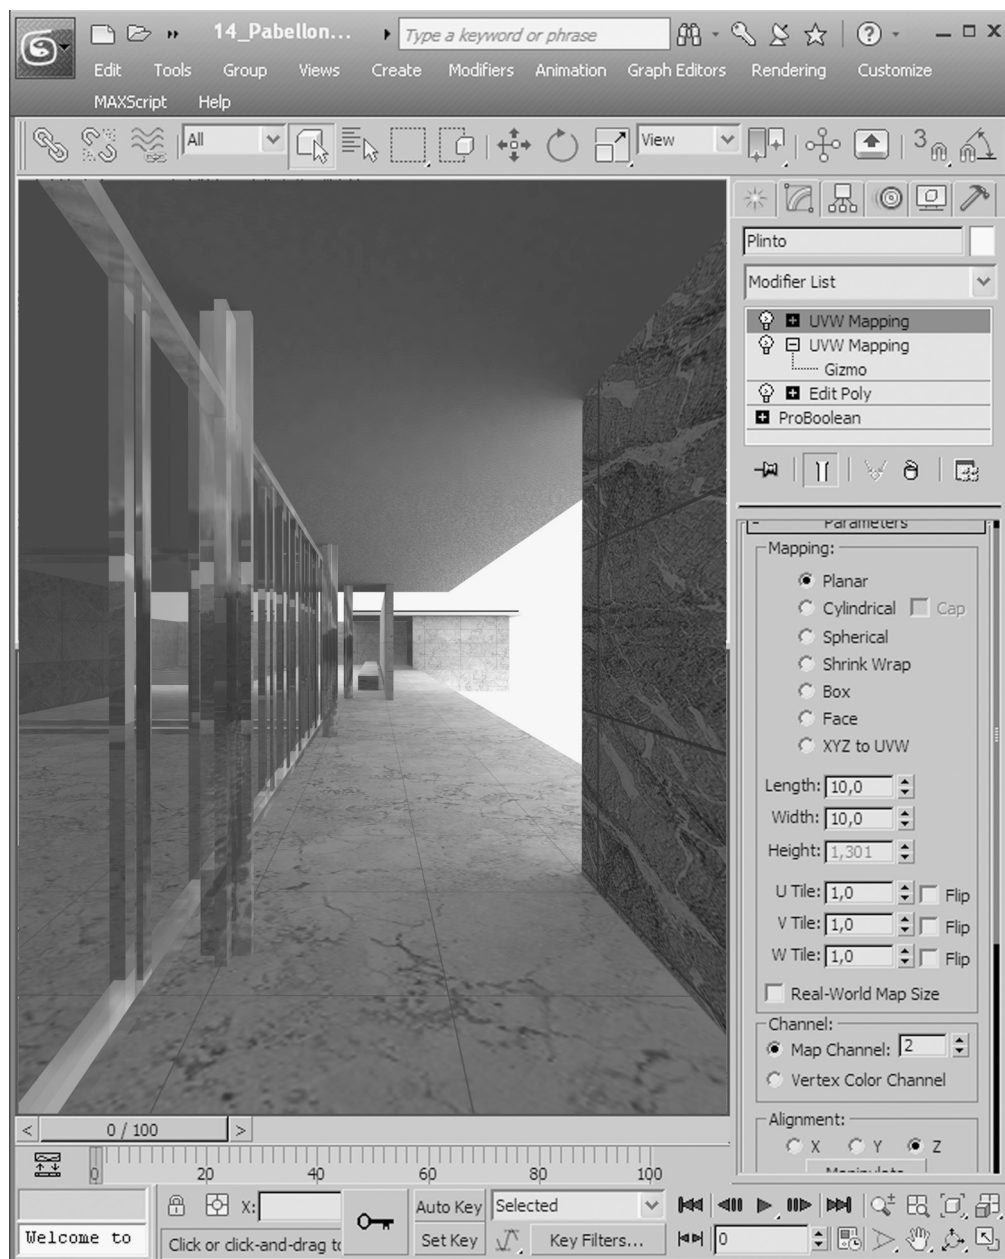 14_Pabellon...
Type a keyword or phrase
Edit Tools Group Views Create Modifiers Animation Graph Editors Rendering Customize
MAXScript Help
All
View
3
Plinto
Modifier List
UVW Mapping
UVW Mapping
Gizmo
Edit Poly
ProBoolean
Parameters
Mapping:
Planar
Cylindrical Cap
Spherical
Shrink Wrap
Box
Face
XYZ to UVW
Length: 10,0
Width: 10,0
Height: 1,301
U Tile: 1,0 Flip
V Tile: 1,0 Flip
W Tile: 1,0 Flip
Real-World Map Size
Channel:
Map Channel: 2
Vertex Color Channel
Alignment:
X Y Z
Manipulate
< 0 / 100 >
0 20 40 60 80 100
X:
Auto Key Selected
Welcome to
Click or click-and-drag to
Set Key Key Filters... 0